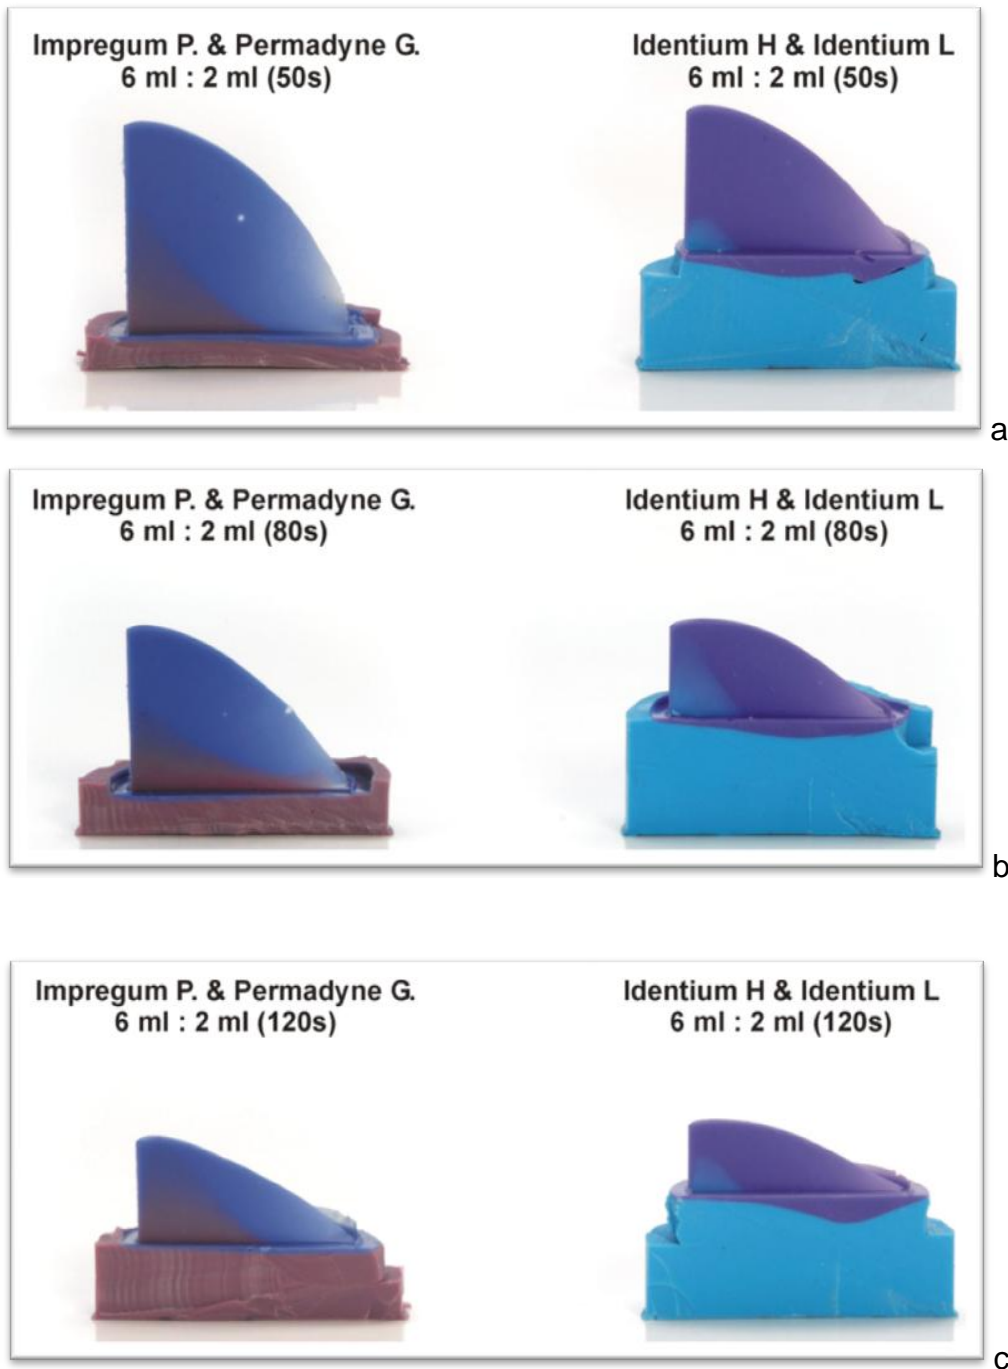 Impregum P. & Permadyne G.
6 ml : 2 ml (50s)
Identium H & Identium L
6 ml : 2 ml (50s)
a
Impregum P. & Permadyne G.
6 ml : 2 ml (80s)
Identium H & Identium L
6 ml : 2 ml (80s)
b
Impregum P. & Permadyne G.
6 ml : 2 ml (120s)
Identium H & Identium L
6 ml : 2 ml (120s)
c